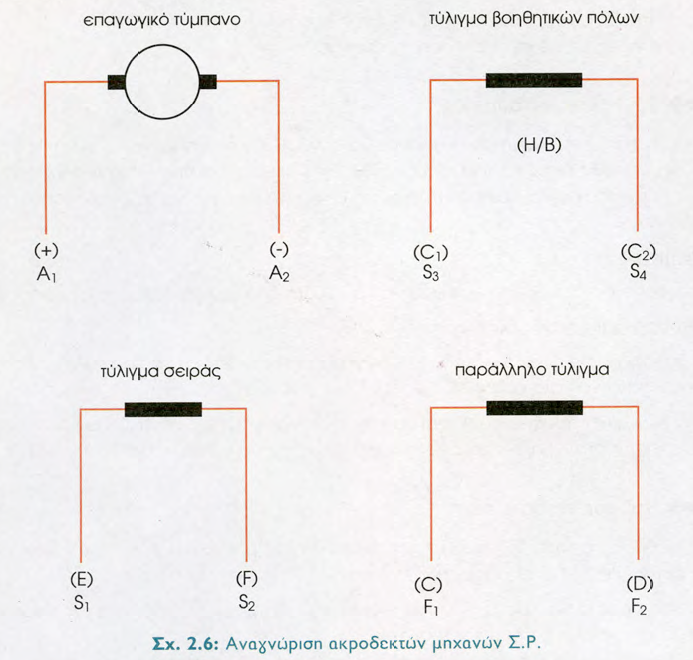 επαγωγικό τύμπανο
τύλιγμα βοηθητικών πόλων
(H/B)
(+)
A₁
(-)
A₂
(C₁)
S₃
(C₂)
S₄
τύλιγμα σειράς
παράλληλο τύλιγμα
(E)
S₁
(F)
S₂
(C)
F₁
(D)
F₂
Σχ. 2.6: Αναγνώριση ακροδεκτών μηχανών Σ.Ρ.